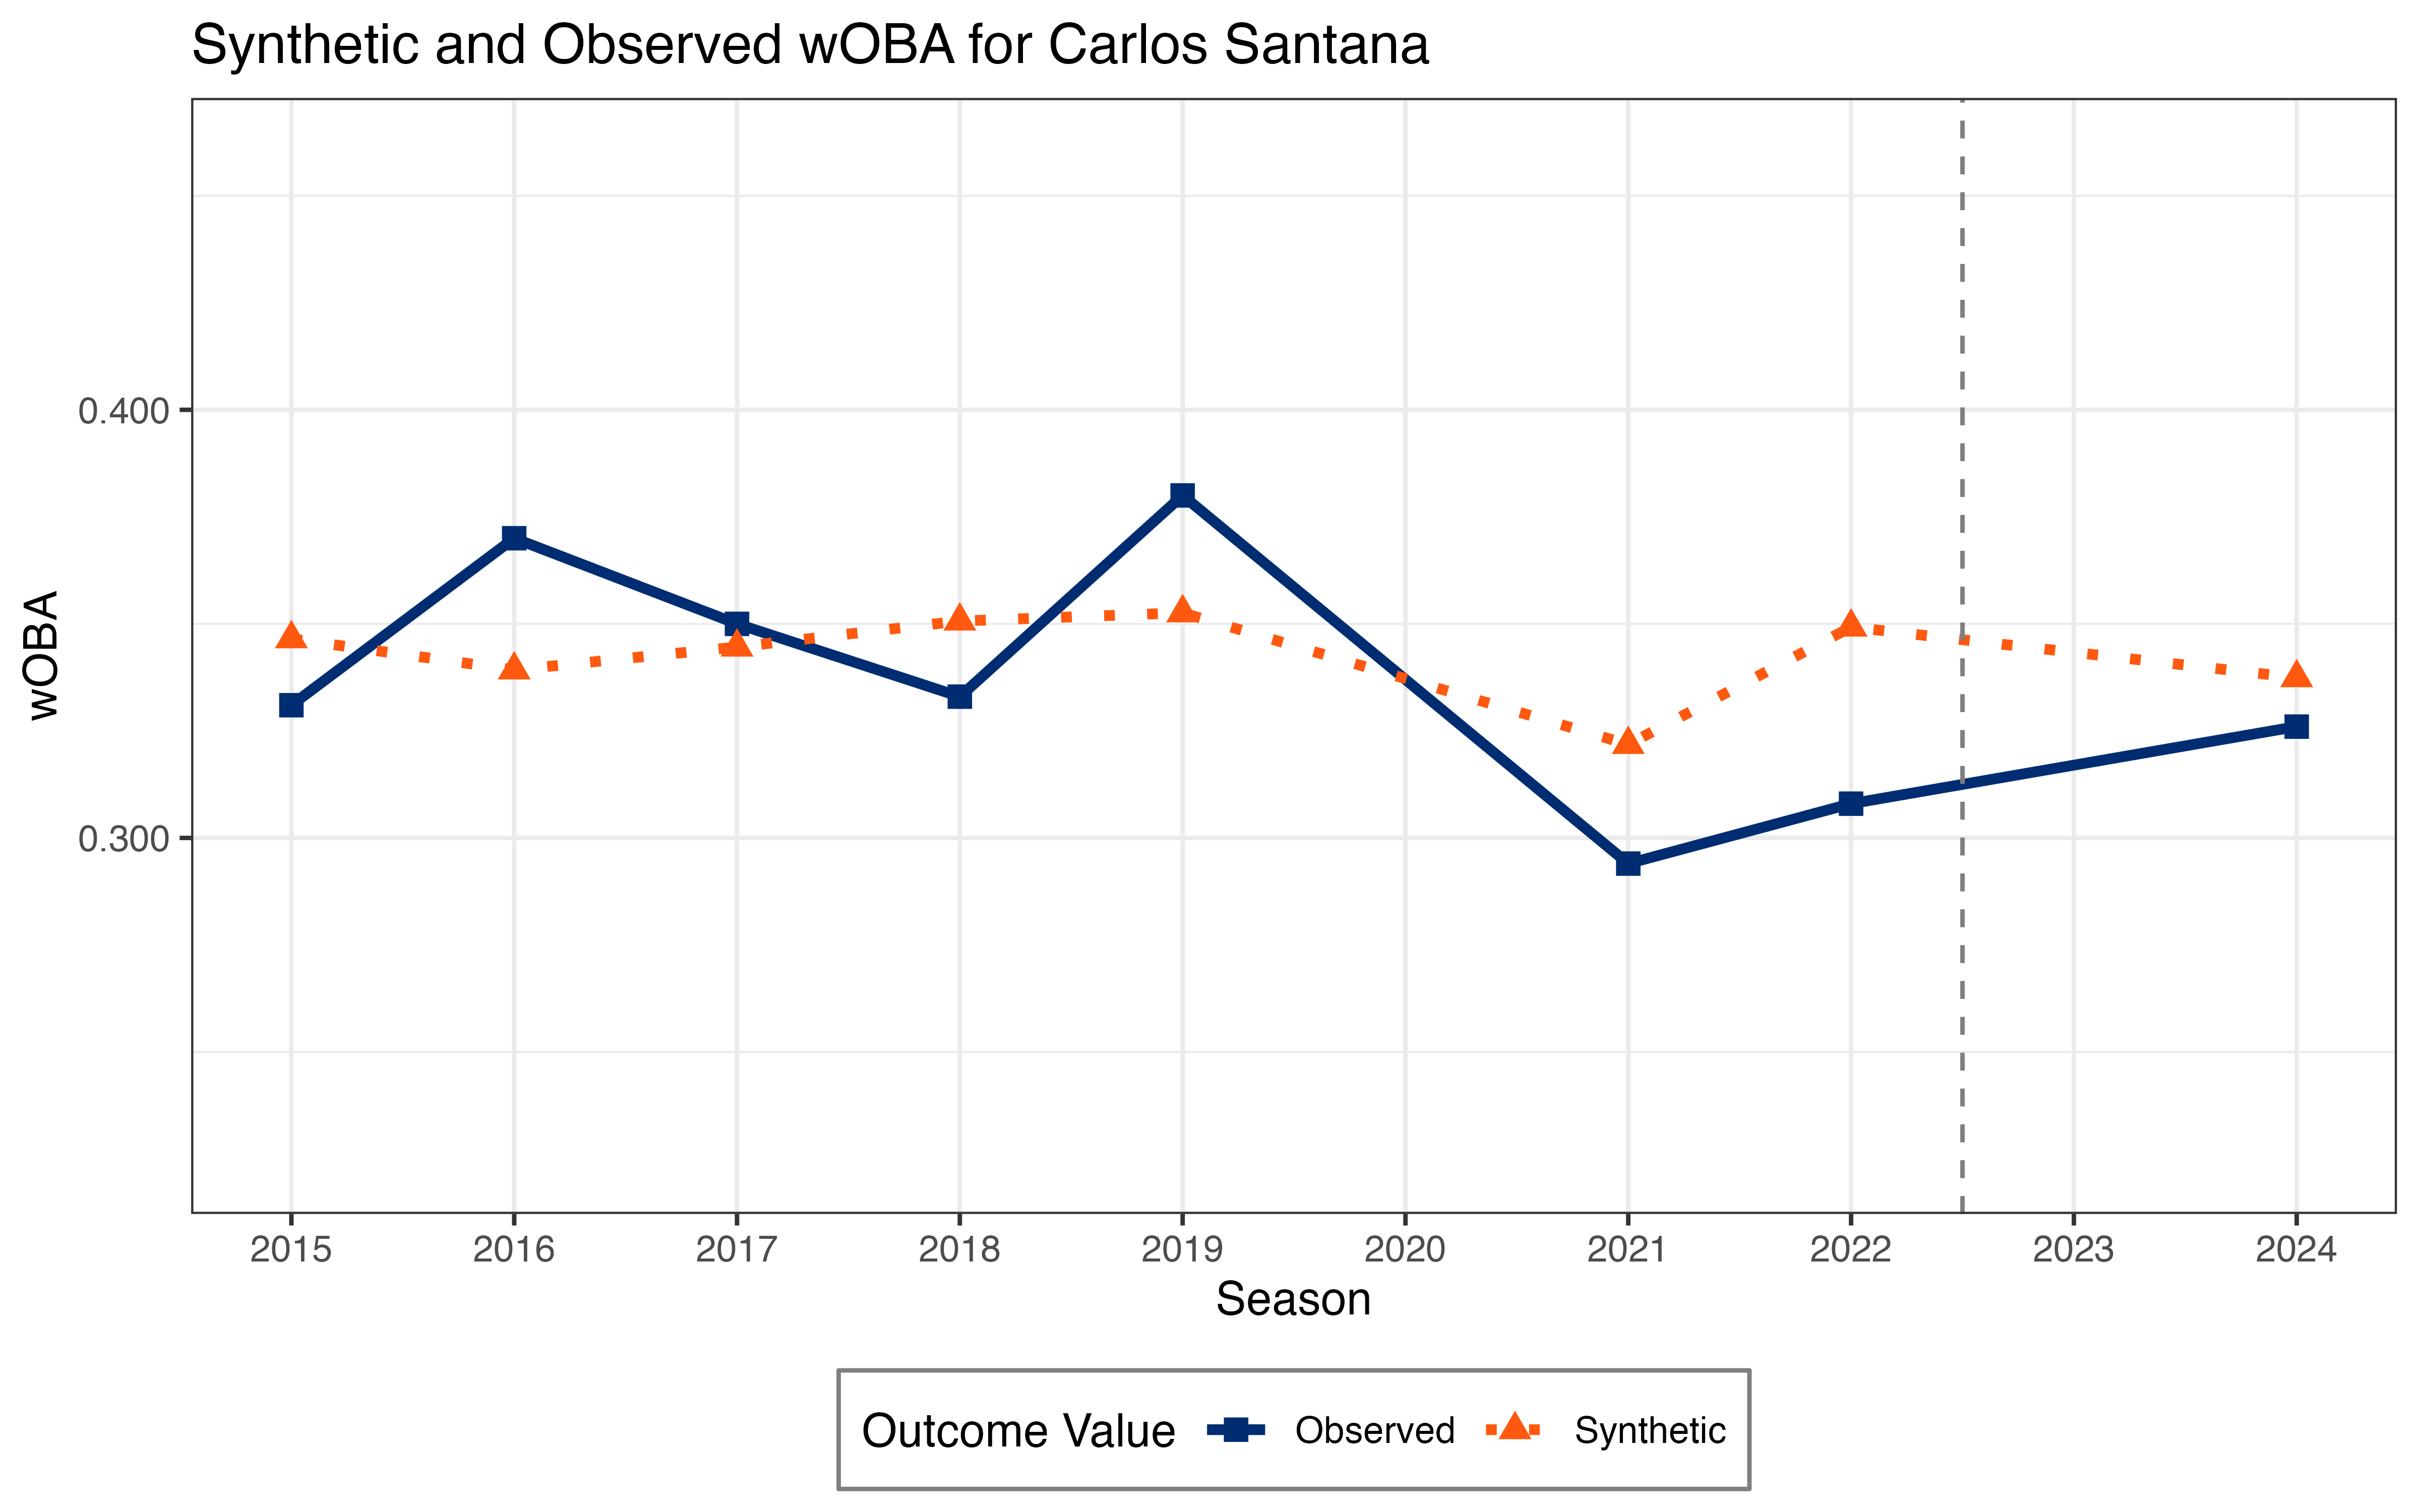 Synthetic and Observed wOBA for Carlos Santana
wOBA
0.400
0.300
2015 2016 2017 2018 2019 2020 2021 2022 2023 2024
Season
Outcome Value Observed Synthetic